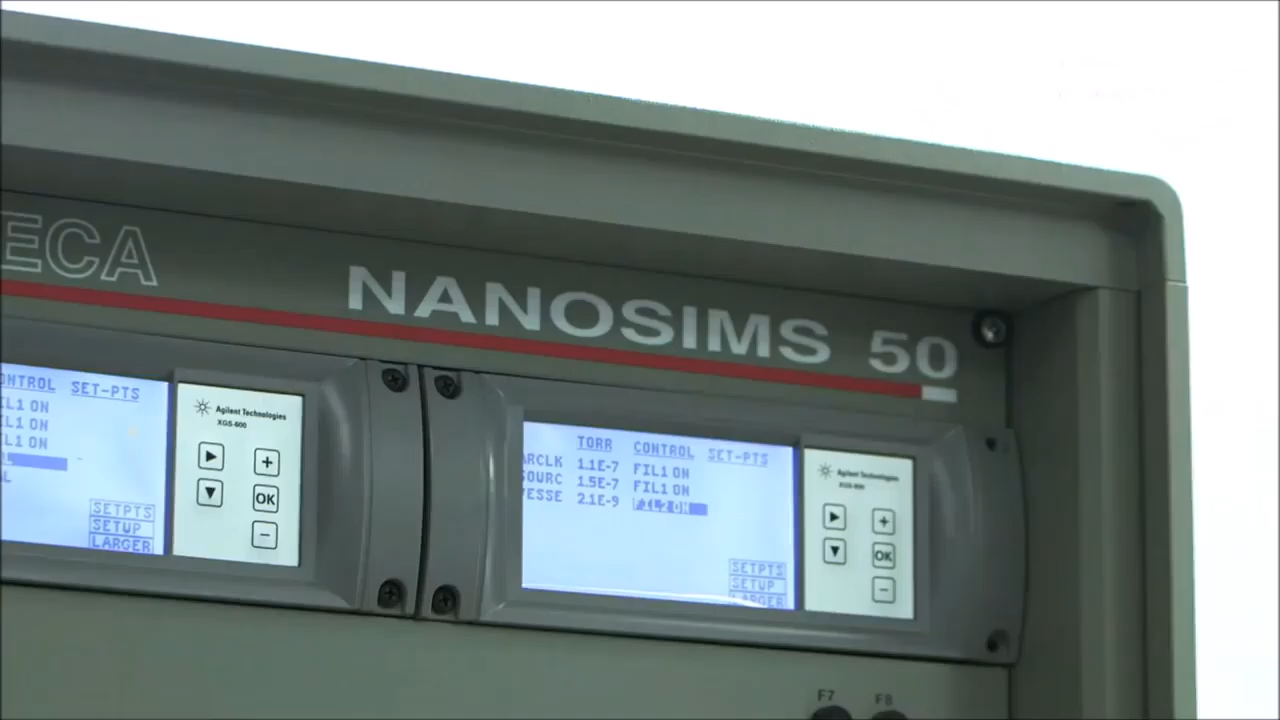 ECA
NANOSIMS 50
ONTROL SET-PTS
IL1 ON
IL1 ON
IL1 ON
SETPTS
SETUP
LARGER
Agilent Technologies
XGS-600
+
OK
−
TORR CONTROL SET-PTS
ARCLK 1.1E-7 FIL1 ON
SOURC 1.5E-7 FIL1 ON
VESSE 2.1E-9 FIL2 ON
SETPTS
SETUP
LARGER
Agilent Technologies
XGS-600
+
OK
−
F7 F8